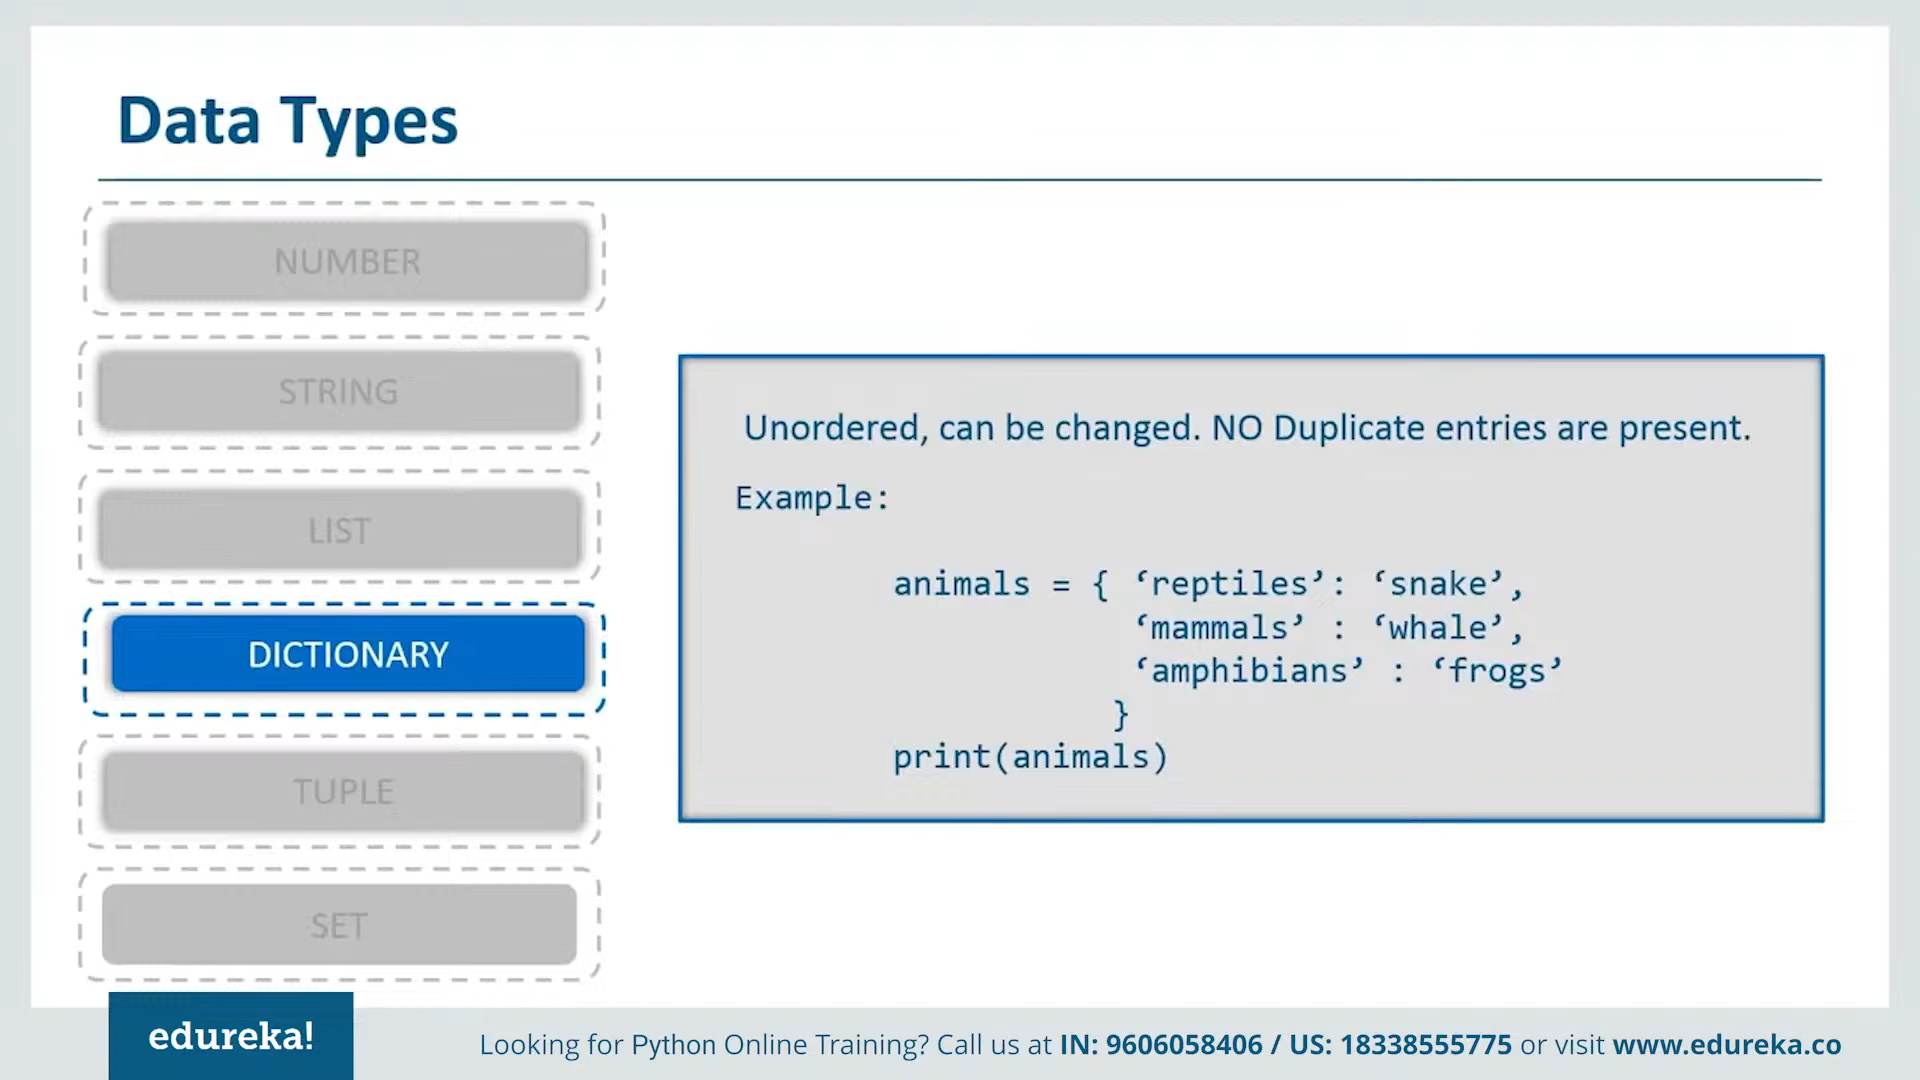 Data Types
NUMBER
STRING
LIST
DICTIONARY
TUPLE
SET
Unordered, can be changed. NO Duplicate entries are present.
Example:
animals = { ‘reptiles’: ‘snake’,
‘mammals’ : ‘whale’,
‘amphibians’ : ‘frogs’
}
print(animals)
edureka!
Looking for Python Online Training? Call us at IN: 9606058406 / US: 18338555775 or visit www.edureka.co